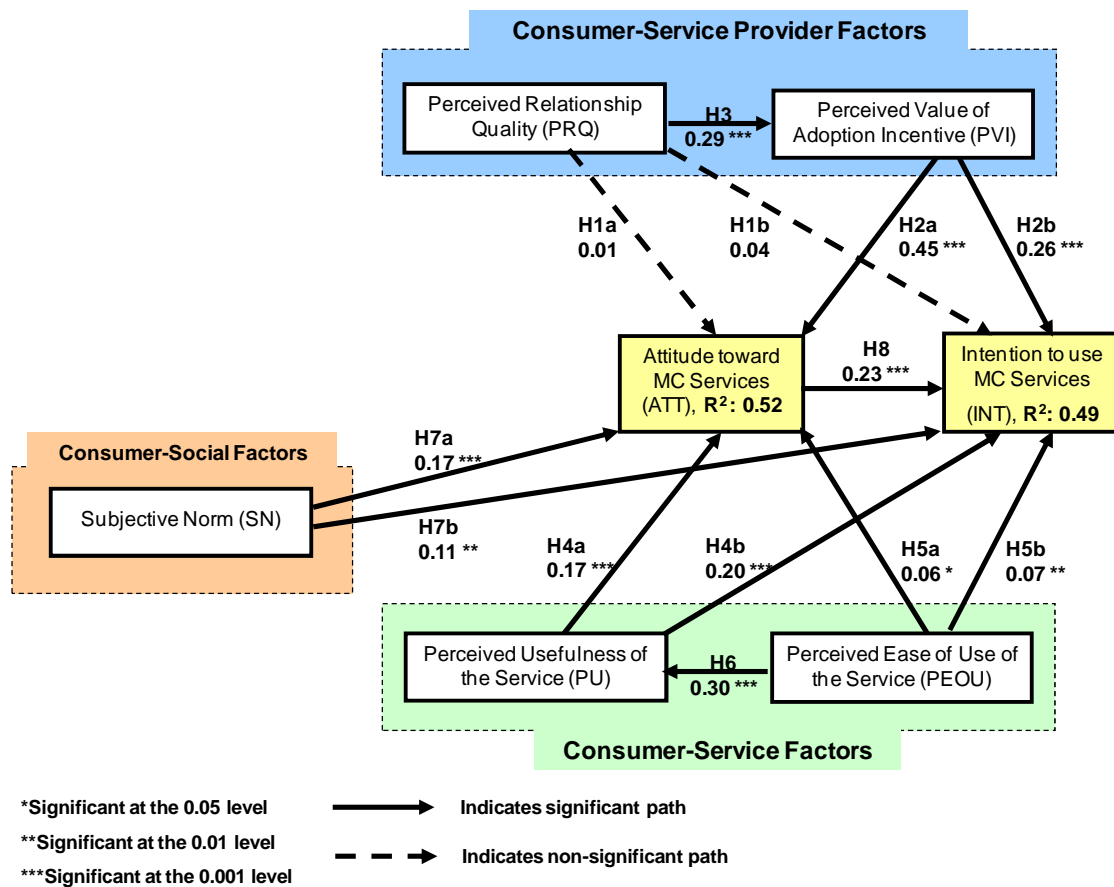 Consumer-Service Provider Factors
Perceived Relationship
Quality (PRQ)
H3
0.29 ***
Perceived Value of
Adoption Incentive (PVI)
H1a
0.01
H1b
0.04
H2a
0.45 ***
H2b
0.26 ***
Attitude toward
MC Services
(ATT), R²: 0.52
H8
0.23 ***
Intention to use
MC Services
(INT), R²: 0.49
Consumer-Social Factors
Subjective Norm (SN)
H7a
0.17 ***
H7b
0.11 **
H4a
0.17 ***
H4b
0.20 ***
H5a
0.06 *
H5b
0.07 **
Perceived Usefulness of
the Service (PU)
H6
0.30 ***
Perceived Ease of Use of
the Service (PEOU)
Consumer-Service Factors
*Significant at the 0.05 level
Indicates significant path
**Significant at the 0.01 level
Indicates non-significant path
***Significant at the 0.001 level